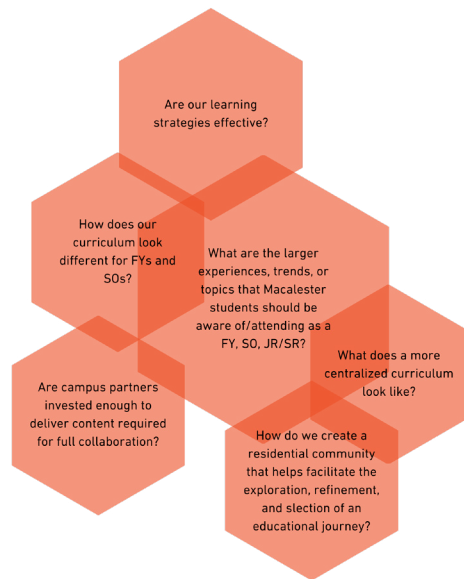 Are our learning
strategies effective?
How does our
curriculum look
different for FYs and
SOs?
What are the larger
experiences, trends, or
topics that Macalester
students should be
aware of/attending as a
FY, SO, JR/SR?
What does a more
centralized curriculum
look like?
Are campus partners
invested enough to
deliver content required
for full collaboration?
How do we create a
residential community
that helps facilitate the
exploration, refinement,
and slection of an
educational journey?